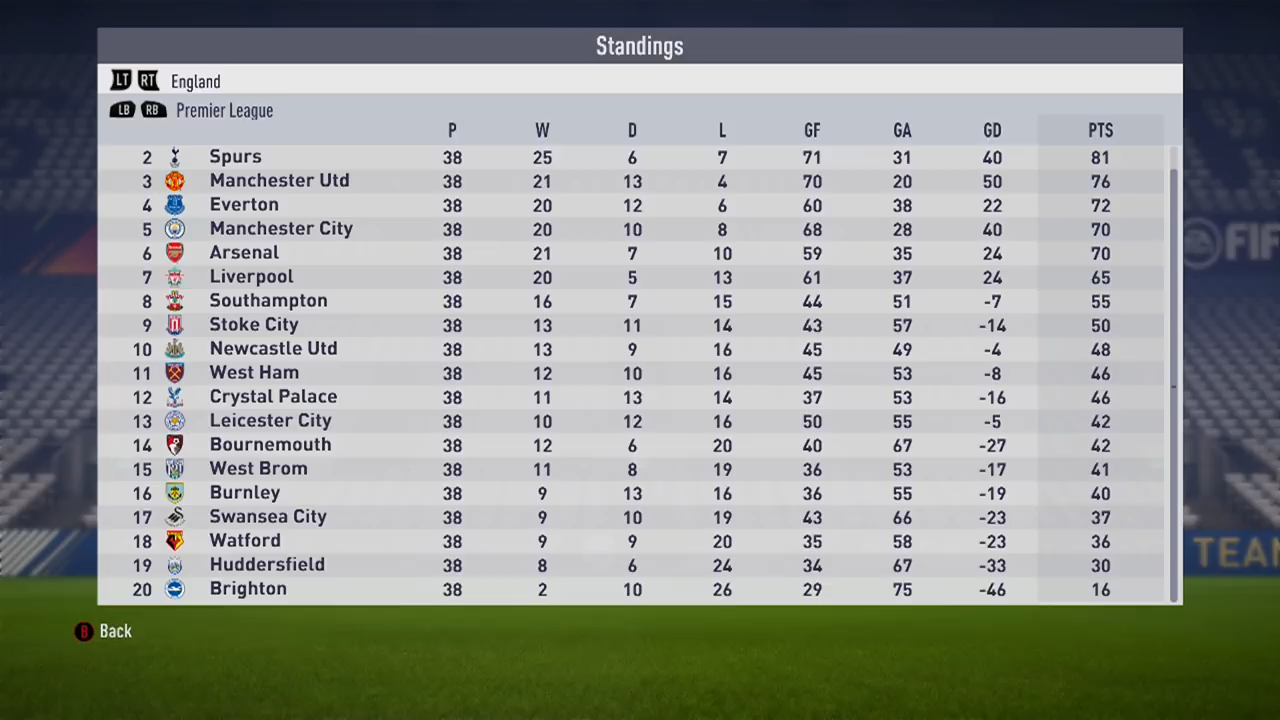 Standings
LT RT England
LB RB Premier League
P W D L GF GA GD PTS
2 Spurs 38 25 6 7 71 31 40 81
3 Manchester Utd 38 21 13 4 70 20 50 76
4 Everton 38 20 12 6 60 38 22 72
5 Manchester City 38 20 10 8 68 28 40 70
6 Arsenal 38 21 7 10 59 35 24 70
7 Liverpool 38 20 5 13 61 37 24 65
8 Southampton 38 16 7 15 44 51 -7 55
9 Stoke City 38 13 11 14 43 57 -14 50
10 Newcastle Utd 38 13 9 16 45 49 -4 48
11 West Ham 38 12 10 16 45 53 -8 46
12 Crystal Palace 38 11 13 14 37 53 -16 46
13 Leicester City 38 10 12 16 50 55 -5 42
14 Bournemouth 38 12 6 20 40 67 -27 42
15 West Brom 38 11 8 19 36 53 -17 41
16 Burnley 38 9 13 16 36 55 -19 40
17 Swansea City 38 9 10 19 43 66 -23 37
18 Watford 38 9 9 20 35 58 -23 36
19 Huddersfield 38 8 6 24 34 67 -33 30
20 Brighton 38 2 10 26 29 75 -46 16
B Back
FIF
TEAM